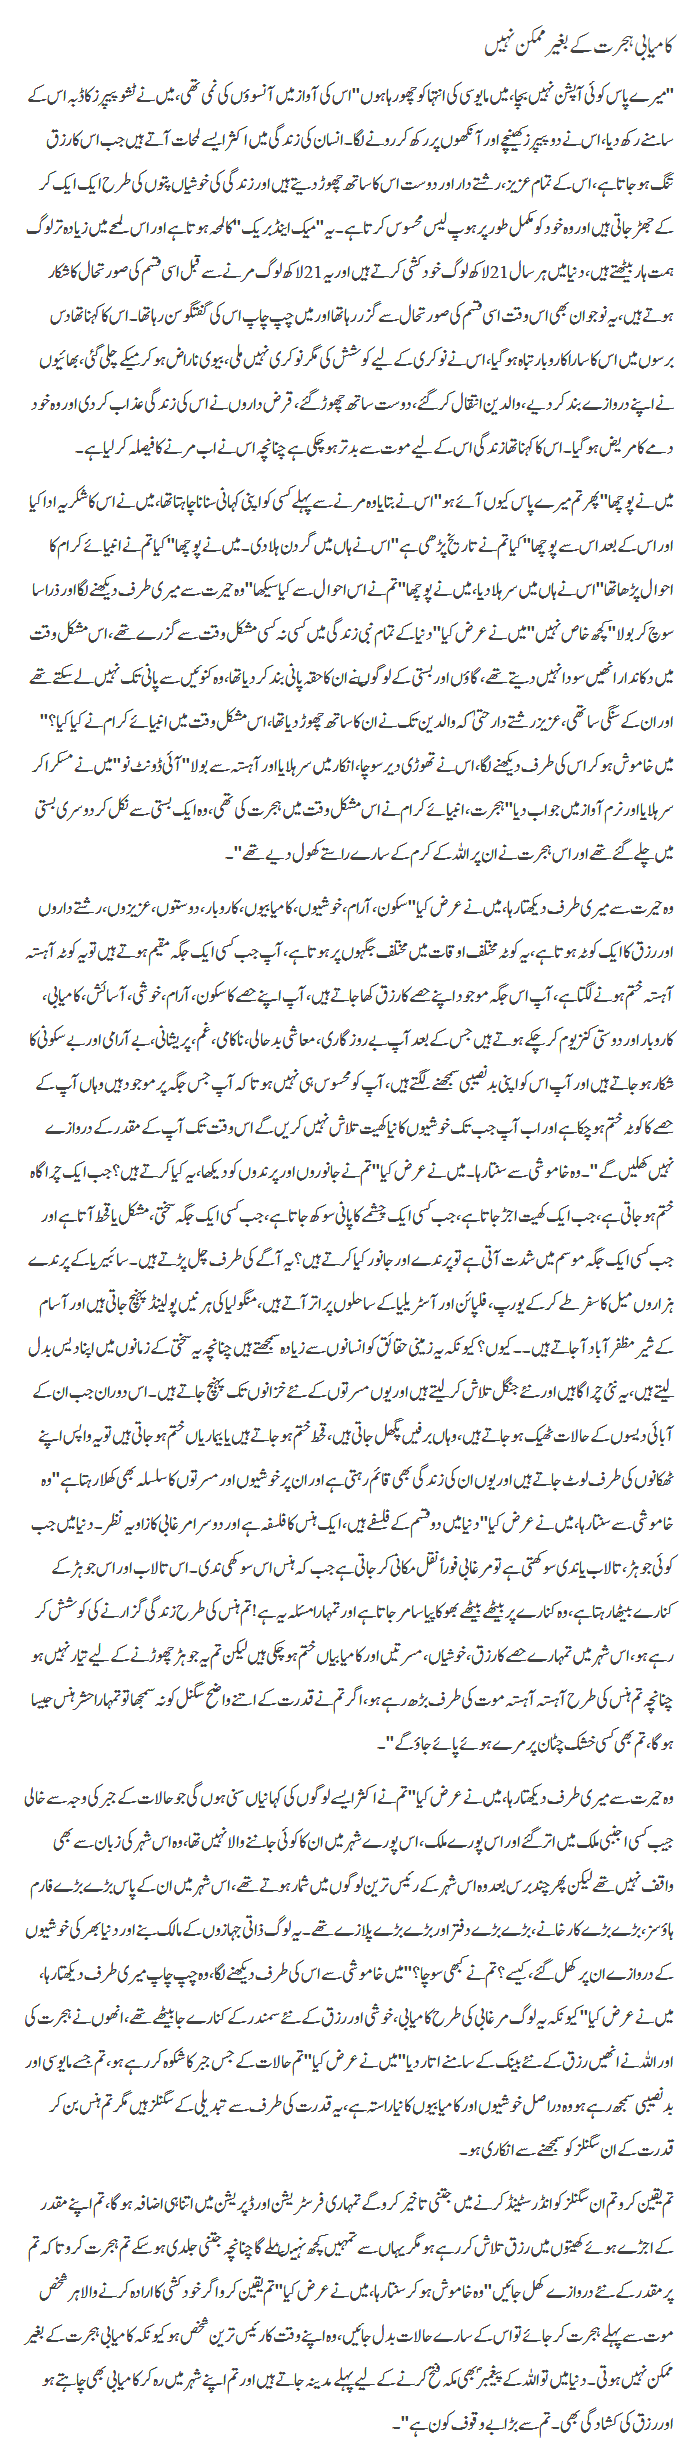 کامیابی ہجرت کے بغیر ممکن نہیں
"میرے پاس کوئی آپشن نہیں بچا، میں مایوسی کی انتہا کو چھو رہا ہوں" اس کی آواز میں آنسوؤں کی نمی تھی، میں نے ٹشو پیپرز کا ڈبہ اس کے
سامنے رکھ دیا، اس نے دو پیپرز کھینچے اور آنکھوں پر رکھ کر رونے لگا۔ انسان کی زندگی میں اکثر ایسے لمحات آتے ہیں جب اس کا رزق
تنگ ہو جاتا ہے، اس کے تمام عزیز، رشتے دار اور دوست اس کا ساتھ چھوڑ دیتے ہیں اور زندگی کی خوشیاں پتوں کی طرح ایک ایک کر
کے جھڑ جاتی ہیں اور وہ خود کو مکمل طور پر ہوپ لیس محسوس کرتا ہے۔ یہ "میک اینڈ بریک" کا لمحہ ہوتا ہے اور اس لمحے میں زیادہ تر لوگ
ہمت ہار بیٹھتے ہیں، دنیا میں ہر سال 21 لاکھ لوگ خودکشی کرتے ہیں اور یہ 21 لاکھ لوگ مرنے سے قبل اسی قسم کی صورتحال کا شکار
ہوتے ہیں، یہ نوجوان بھی اس وقت اسی قسم کی صورتحال سے گزر رہا تھا اور میں چپ چاپ اس کی گفتگو سن رہا تھا۔ اس کا کہنا تھا دس
برسوں میں اس کا سارا کاروبار تباہ ہو گیا، اس نے نوکری کے لیے کوشش کی مگر نوکری نہیں ملی، بیوی ناراض ہو کر میکے چلی گئی، بھائیوں
نے اپنے دروازے بند کر دیے، والدین انتقال کر گئے، دوست ساتھ چھوڑ گئے، قرض داروں نے اس کی زندگی عذاب کر دی اور وہ خود
دمے کا مریض ہو گیا۔ اس کا کہنا تھا زندگی اس کے لیے موت سے بدتر ہو چکی ہے چنانچہ اس نے اب مرنے کا فیصلہ کر لیا ہے۔
میں نے پوچھا "پھر تم میرے پاس کیوں آئے ہو" اس نے بتایا وہ مرنے سے پہلے کسی کو اپنی کہانی سنانا چاہتا تھا، میں نے اس کا شکریہ ادا کیا
اور اس کے بعد اس سے پوچھا "کیا تم نے تاریخ پڑھی ہے" اس نے ہاں میں گردن ہلا دی۔ میں نے پوچھا "کیا تم نے انبیائے کرام کا
احوال پڑھا تھا" اس نے ہاں میں سر ہلا دیا، میں نے پوچھا "تم نے اس احوال سے کیا سیکھا" وہ حیرت سے میری طرف دیکھنے لگا اور ذرا سا
سوچ کر بولا "کچھ خاص نہیں" میں نے عرض کیا "دنیا کے تمام نبی زندگی میں کسی نہ کسی مشکل وقت سے گزرے تھے، اس مشکل وقت
میں دکاندار انھیں سودا نہیں دیتے تھے، گاؤں اور بستی کے لوگوں نے ان کا حقہ پانی بند کر دیا تھا، وہ کنوئیں سے پانی تک نہیں لے سکتے تھے
اور ان کے سنگی ساتھی، عزیز رشتے دار حتیٰ کہ والدین تک نے ان کا ساتھ چھوڑ دیا تھا، اس مشکل وقت میں انبیائے کرام نے کیا کیا؟"
میں خاموش ہو کر اس کی طرف دیکھنے لگا، اس نے تھوڑی دیر سوچا، انکار میں سر ہلایا اور آہستہ سے بولا "آئی ڈونٹ نو" میں نے مسکرا کر
سر ہلایا اور نرم آواز میں جواب دیا "ہجرت، انبیائے کرام نے اس مشکل وقت میں ہجرت کی تھی، وہ ایک بستی سے نکل کر دوسری بستی
میں چلے گئے تھے اور اس ہجرت نے ان پر اللہ کے کرم کے سارے راستے کھول دیے تھے"۔
وہ حیرت سے میری طرف دیکھتا رہا، میں نے عرض کیا "سکون، آرام، خوشیوں، کامیابیوں، کاروبار، دوستوں، عزیزوں، رشتے داروں
اور رزق کا ایک کوٹہ ہوتا ہے، یہ کوٹہ مختلف اوقات میں مختلف جگہوں پر ہوتا ہے، آپ جب کسی ایک جگہ مقیم ہوتے ہیں تو یہ کوٹہ آہستہ
آہستہ ختم ہونے لگتا ہے، آپ اس جگہ موجود اپنے حصے کا رزق کھا جاتے ہیں، آپ اپنے حصے کا سکون، آرام، خوشی، آسائش، کامیابی،
کاروبار اور دوستی کنزیوم کر چکے ہوتے ہیں جس کے بعد آپ بے روزگاری، معاشی بدحالی، ناکامی، غم، پریشانی، بے آرامی اور بے سکونی کا
شکار ہو جاتے ہیں اور آپ اس کو اپنی بدنصیبی سمجھنے لگتے ہیں، آپ کو محسوس ہی نہیں ہوتا کہ آپ جس جگہ پر موجود ہیں وہاں آپ کے
حصے کا کوٹہ ختم ہو چکا ہے اور اب آپ جب تک خوشیوں کا نیا کھیت تلاش نہیں کریں گے اس وقت تک آپ کے مقدر کے دروازے
نہیں کھلیں گے"۔ وہ خاموشی سے سنتا رہا۔ میں نے عرض کیا "تم نے جانوروں اور پرندوں کو دیکھا، یہ کیا کرتے ہیں؟ جب ایک چراگاہ
ختم ہو جاتی ہے، جب ایک کھیت اجڑ جاتا ہے، جب کسی ایک چشمے کا پانی سوکھ جاتا ہے، جب کسی ایک جگہ سختی، مشکل یا قحط آتا ہے اور
جب کسی ایک جگہ موسم میں شدت آتی ہے تو پرندے اور جانور کیا کرتے ہیں؟ یہ آگے کی طرف چل پڑتے ہیں۔ سائبیریا کے پرندے
ہزاروں میل کا سفر طے کر کے یورپ، فلپائن اور آسٹریلیا کے ساحلوں پر اتر آتے ہیں، منگولیا کی ہرنیں پولینڈ پہنچ جاتی ہیں اور آسام
کے شیر مظفر آباد آ جاتے ہیں۔۔ کیوں؟ کیونکہ یہ زمینی حقائق کو انسانوں سے زیادہ سمجھتے ہیں چنانچہ یہ سختی کے زمانوں میں اپنا دیس بدل
لیتے ہیں، یہ نئی چراگاہیں اور نئے جنگل تلاش کر لیتے ہیں اور یوں مسرتوں کے نئے خزانوں تک پہنچ جاتے ہیں۔ اس دوران جب ان کے
آبائی دیسوں کے حالات ٹھیک ہو جاتے ہیں، وہاں برفیں پگھل جاتی ہیں، قحط ختم ہو جاتے ہیں یا بیماریاں ختم ہو جاتی ہیں تو یہ واپس اپنے
ٹھکانوں کی طرف لوٹ جاتے ہیں اور یوں ان کی زندگی بھی قائم رہتی ہے اور ان پر خوشیوں اور مسرتوں کا سلسلہ بھی کھلا رہتا ہے" وہ
خاموشی سے سنتا رہا، میں نے عرض کیا "دنیا میں دو قسم کے فلسفے ہیں، ایک ہنس کا فلسفہ ہے اور دوسرا مرغابی کا زاویہ نظر۔ دنیا میں جب
کوئی جوہڑ، تالاب یا ندی سوکھتی ہے تو مرغابی فوراً نقل مکانی کر جاتی ہے جب کہ ہنس اس سوکھی ندی۔ اس تالاب اور اس جوہڑ کے
کنارے بیٹھا رہتا ہے، وہ کنارے پر بیٹھے بیٹھے بھوکا پیاسا مر جاتا ہے اور تمہارا مسئلہ یہ ہے! تم ہنس کی طرح زندگی گزارنے کی کوشش کر
رہے ہو، اس شہر میں تمہارے حصے کا رزق، خوشیاں، مسرتیں اور کامیابیاں ختم ہو چکی ہیں لیکن تم یہ جوہڑ چھوڑنے کے لیے تیار نہیں ہو
چنانچہ تم ہنس کی طرح آہستہ آہستہ موت کی طرف بڑھ رہے ہو، اگر تم نے قدرت کے اتنے واضح سگنل کو نہ سمجھا تو تمہارا حشر ہنس جیسا
ہو گا، تم بھی کسی خشک چٹان پر مرے ہوئے پائے جاؤ گے"۔
وہ حیرت سے میری طرف دیکھتا رہا، میں نے عرض کیا "تم نے اکثر ایسے لوگوں کی کہانیاں سنی ہوں گی جو حالات کے جبر کی وجہ سے خالی
جیب کسی اجنبی ملک میں اتر گئے اور اس پورے ملک، اس پورے شہر میں ان کا کوئی جاننے والا نہیں تھا، وہ اس شہر کی زبان سے بھی
واقف نہیں تھے لیکن پھر چند برس بعد وہ اس شہر کے رئیس ترین لوگوں میں شمار ہوتے تھے، اس شہر میں ان کے پاس بڑے بڑے فارم
ہاؤسز، بڑے بڑے کارخانے، بڑے بڑے دفتر اور بڑے بڑے پلازے تھے۔ یہ لوگ ذاتی جہازوں کے مالک بنے اور دنیا بھر کی خوشیوں
کے دروازے ان پر کھل گئے، کیسے؟ تم نے کبھی سوچا؟" میں خاموشی سے اس کی طرف دیکھنے لگا، وہ چپ چاپ میری طرف دیکھتا رہا،
میں نے عرض کیا "کیونکہ یہ لوگ مرغابی کی طرح کامیابی، خوشی اور رزق کے نئے سمندر کے کنارے جا بیٹھے تھے، انھوں نے ہجرت کی
اور اللہ نے انھیں رزق کے نئے بینک کے سامنے اتار دیا" میں نے عرض کیا "تم حالات کے جس جبر کا شکوہ کر رہے ہو، تم جسے مایوسی اور
بدنصیبی سمجھ رہے ہو وہ دراصل خوشیوں اور کامیابیوں کا نیا راستہ ہے، یہ قدرت کی طرف سے تبدیلی کے سگنلز ہیں مگر تم ہنس بن کر
قدرت کے ان سگنلز کو سمجھنے سے انکاری ہو۔
تم یقین کرو تم ان سگنلز کو انڈر سٹینڈ کرنے میں جتنی تاخیر کرو گے تمہاری فرسٹریشن اور ڈپریشن میں اتنا ہی اضافہ ہو گا، تم اپنے مقدر
کے اجڑے ہوئے کھیتوں میں رزق تلاش کر رہے ہو مگر یہاں سے تمہیں کچھ نہیں ملے گا چنانچہ جتنی جلدی ہو سکے تم ہجرت کرو تا کہ تم
پر مقدر کے نئے دروازے کھل جائیں" وہ خاموش ہو کر سنتا رہا، میں نے عرض کیا "تم یقین کرو اگر خودکشی کا ارادہ کرنے والا ہر شخص
موت سے پہلے ہجرت کر جائے تو اس کے سارے حالات بدل جائیں، وہ اپنے وقت کا رئیس ترین شخص ہو کیونکہ کامیابی ہجرت کے بغیر
ممکن نہیں ہوتی۔ دنیا میں تو اللہ کے پیغمبرؐ بھی مکہ فتح کرنے کے لیے پہلے مدینہ جاتے ہیں اور تم اپنے شہر میں رہ کر کامیابی بھی چاہتے ہو
اور رزق کی کشادگی بھی۔ تم سے بڑا بے وقوف کون ہے"۔